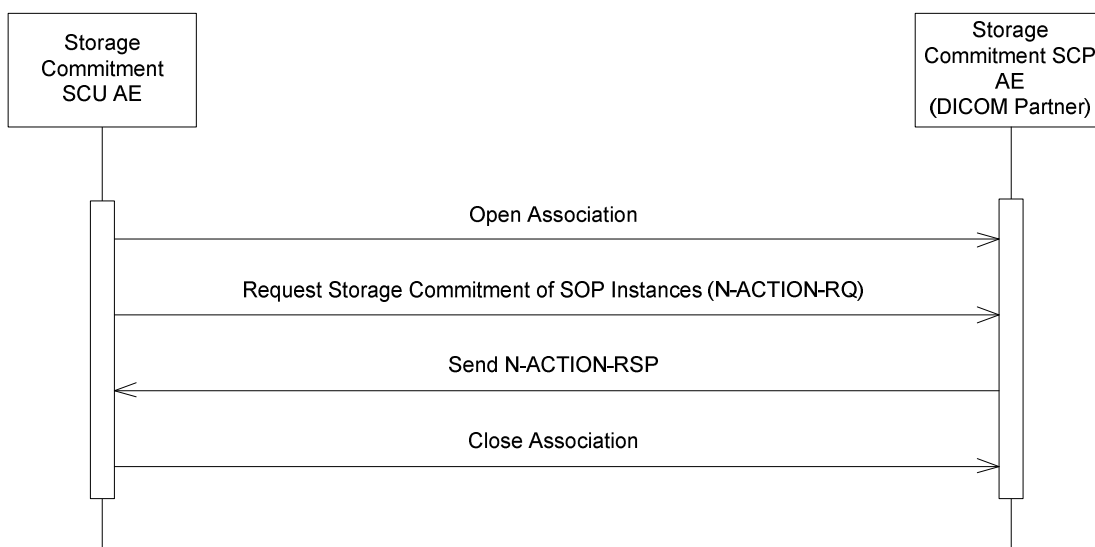 Storage
Commitment
SCU AE
Storage
Commitment SCP
AE
(DICOM Partner)
Open Association
Request Storage Commitment of SOP Instances (N-ACTION-RQ)
Send N-ACTION-RSP
Close Association